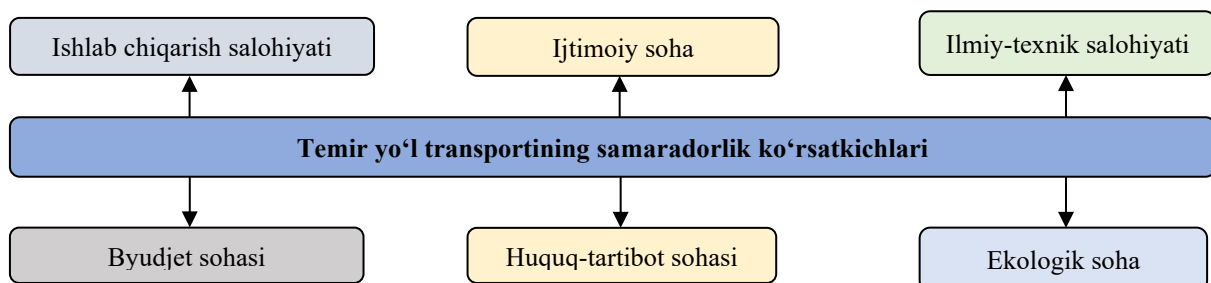 Ishlab chiqarish salohiyati
Ijtimoiy soha
Ilmiy-texnik salohiyati
Temir yo‘l transportining samaradorlik ko‘rsatkichlari
Byudjet sohasi
Huquq-tartibot sohasi
Ekologik soha